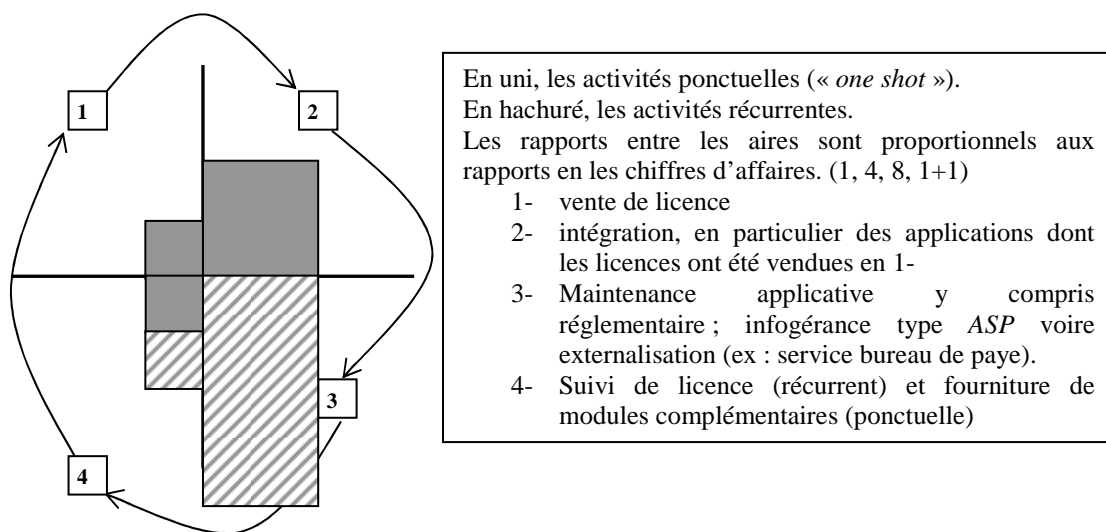 1
2
3
4
En uni, les activités ponctuelles (« one shot »).
En hachuré, les activités récurrentes.
Les rapports entre les aires sont proportionnels aux
rapports en les chiffres d’affaires. (1, 4, 8, 1+1)
1- vente de licence
2- intégration, en particulier des applications dont
les licences ont été vendues en 1-
3- Maintenance applicative y compris
réglementaire ; infogérance type ASP voire
externalisation (ex : service bureau de paye).
4- Suivi de licence (récurrent) et fourniture de
modules complémentaires (ponctuelle)